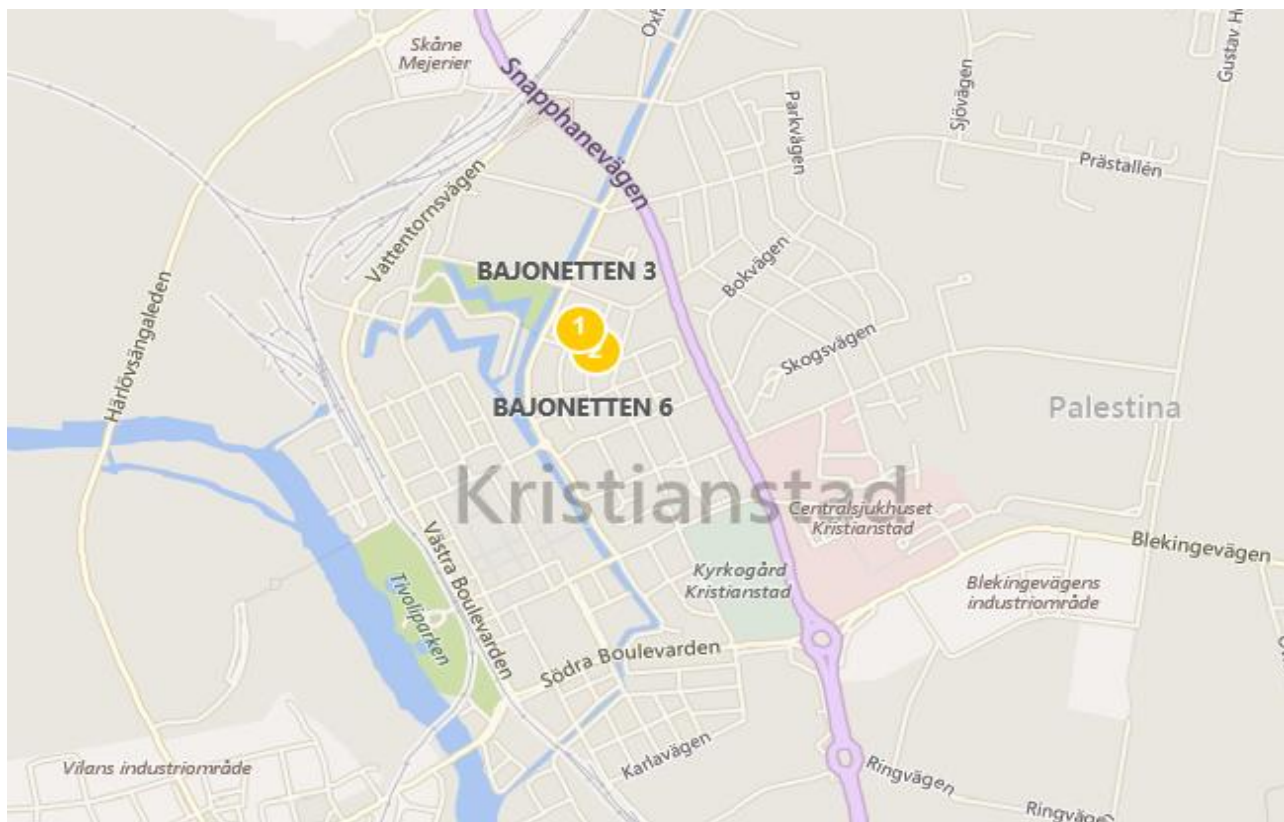 Skåne
Mejerier
Oxh
Snapphanevägen
Gustav H
Sjövägen
Parkvägen
Prästallén
Vattentornsvägen
BAJONETTEN 3
Bokvägen
1
2
Skogsvägen
Härlövsängaleden
BAJONETTEN 6
Palestina
Kristianstad
Centralsjukhuset
Kristianstad
Blekingevägen
Västra Boulevarden
Tivoliparken
Kyrkogård
Kristianstad
Blekingevägens
industriområde
Södra Boulevarden
Karlavägen
Vilans industriområde
Ringvägen
Ringväge